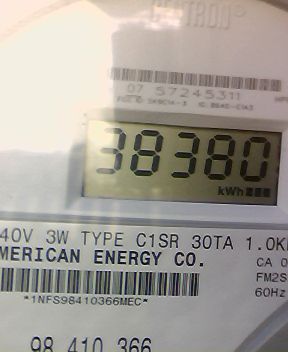 CENTRON®
07 57245311
38380
kWh
40V 3W TYPE C1SR 30TA 1.0K
MERICAN ENERGY CO.
CA 0
FM2S
60Hz
*1NFS98410366MEC*
98 410 366